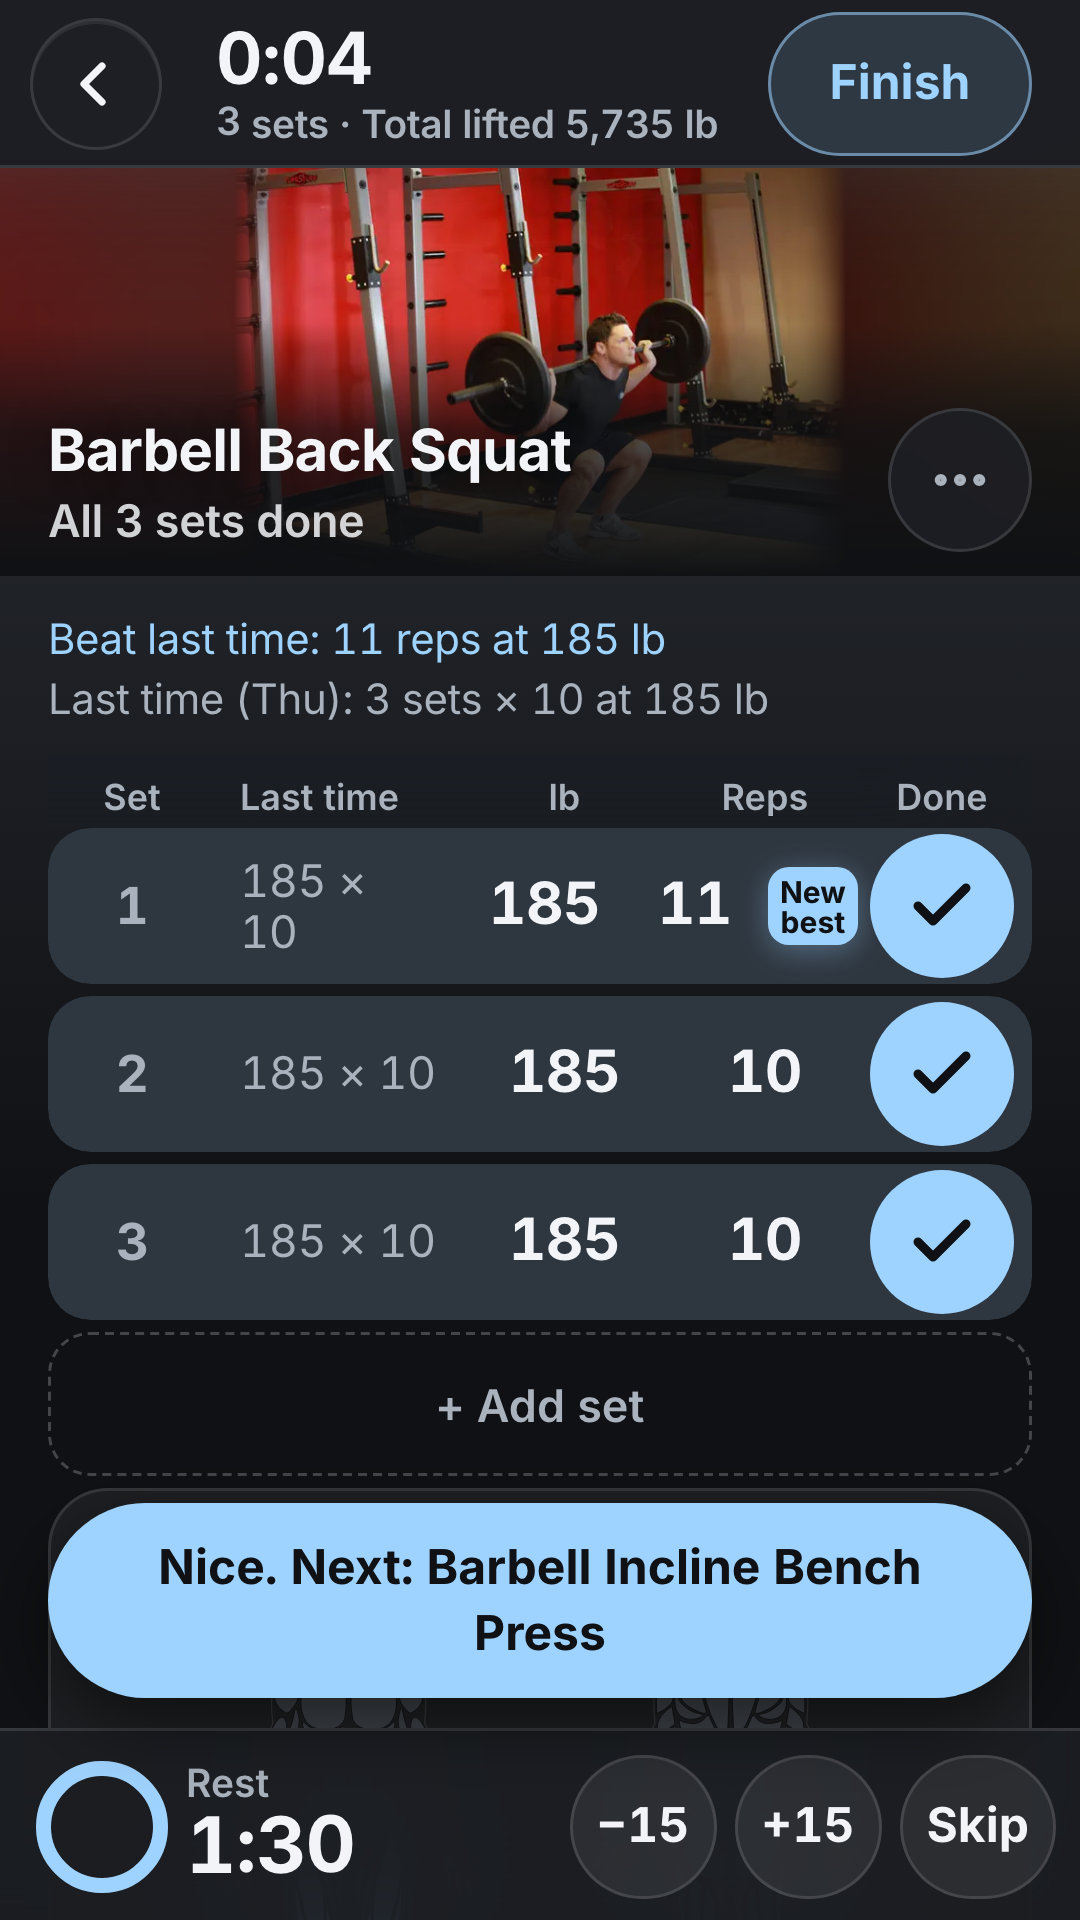 0:04
3 sets · Total lifted 5,735 lb
Finish
Barbell Back Squat
All 3 sets done
Beat last time: 11 reps at 185 lb
Last time (Thu): 3 sets × 10 at 185 lb
Set Last time lb Reps Done
1 185 × 10 185 11 New best
2 185 × 10 185 10
3 185 × 10 185 10
+ Add set
Nice. Next: Barbell Incline Bench
Press
Rest
1:30
−15 +15 Skip